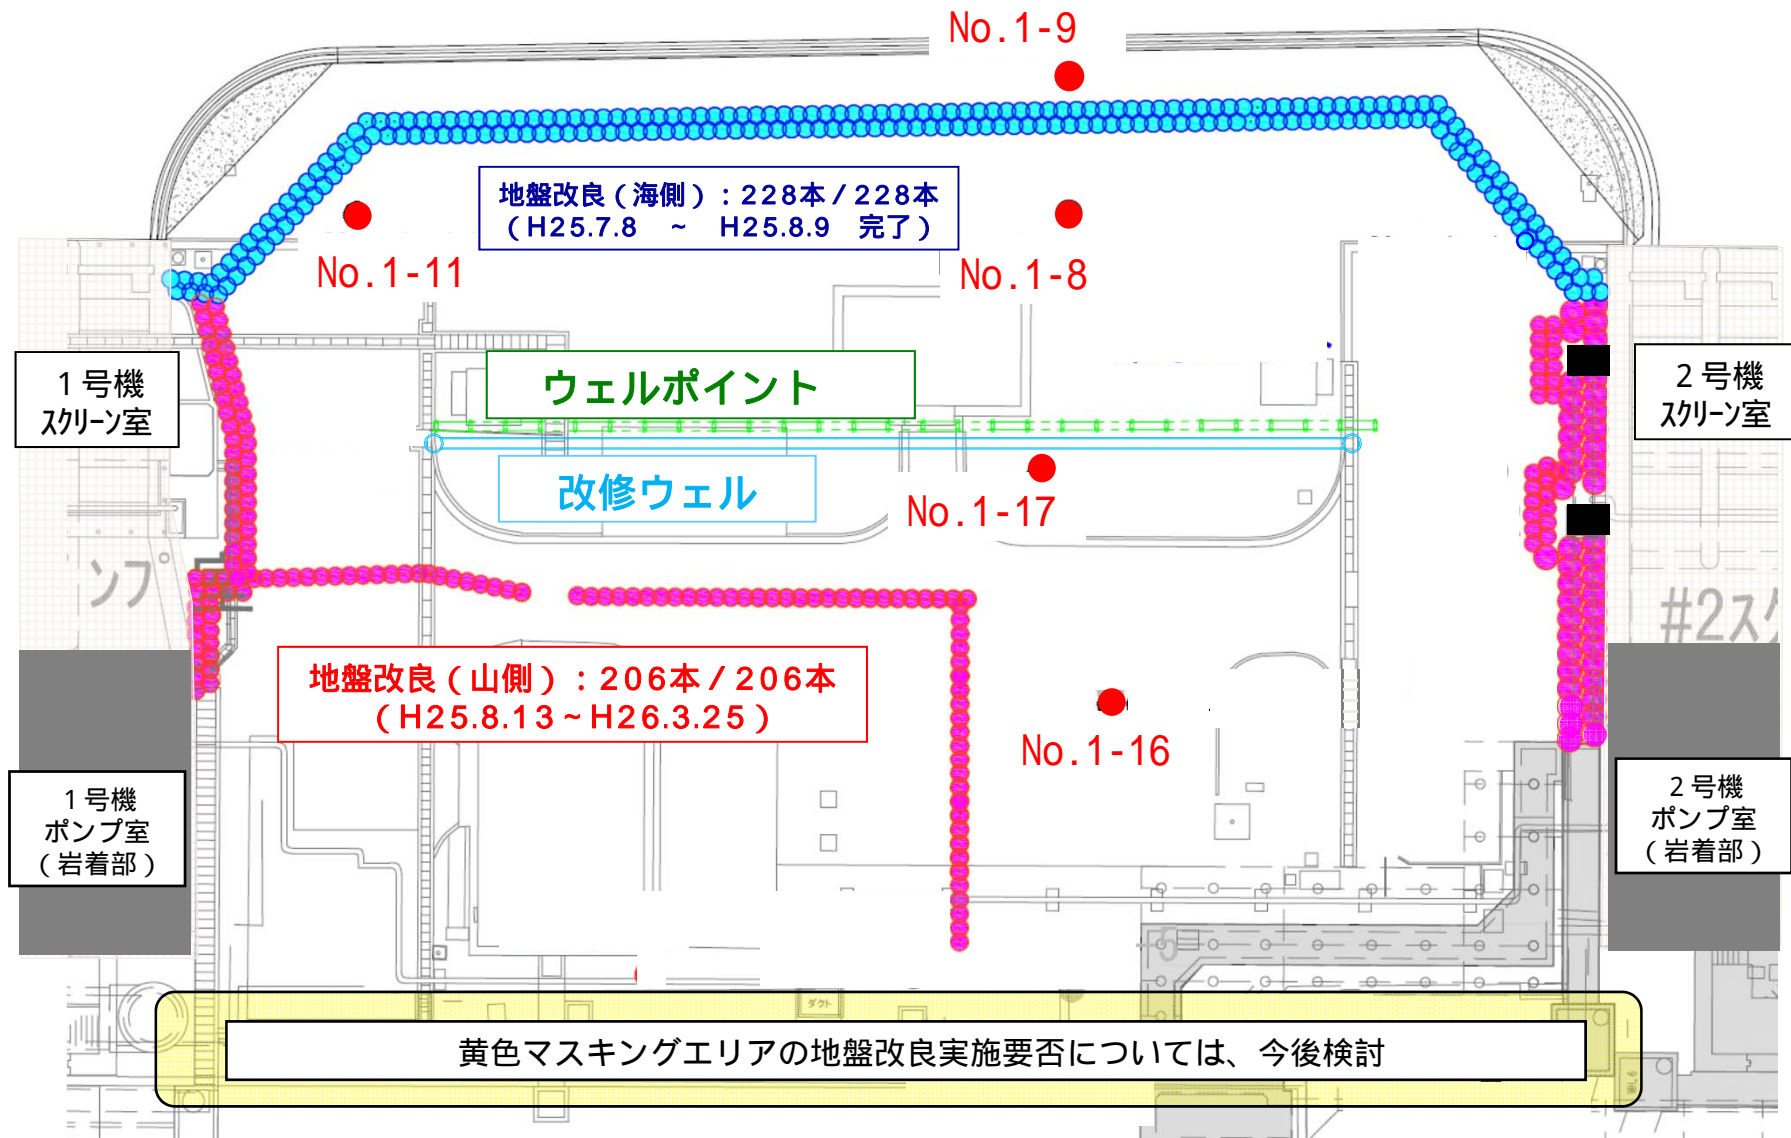 No.1-9
地盤改良（海側）：228本／228本
（H25.7.8　～　H25.8.9　完了）
No.1-11
No.1-8
１号機
スクリーン室
２号機
スクリーン室
ウェルポイント
改修ウェル
No.1-17
ンプ
#2スク
地盤改良（山側）：206本／206本
（H25.8.13～H26.3.25）
No.1-16
１号機
ポンプ室
（岩着部）
２号機
ポンプ室
（岩着部）
ダクト
黄色マスキングエリアの地盤改良実施要否については、今後検討